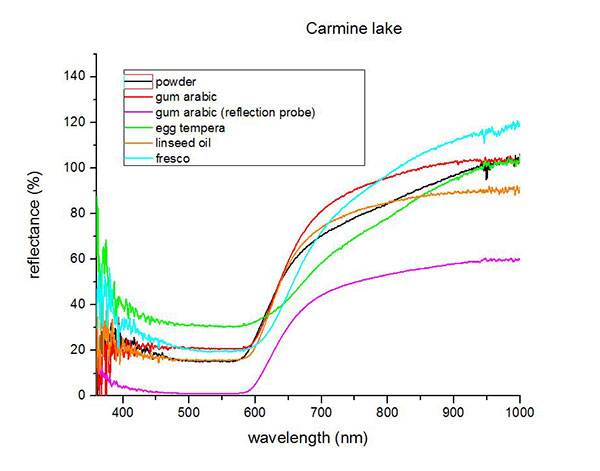 Carmine lake
140
120
100
80
60
40
20
0
reflectance (%)
powder
gum arabic
gum arabic (reflection probe)
egg tempera
linseed oil
fresco
400 500 600 700 800 900 1000
wavelength (nm)